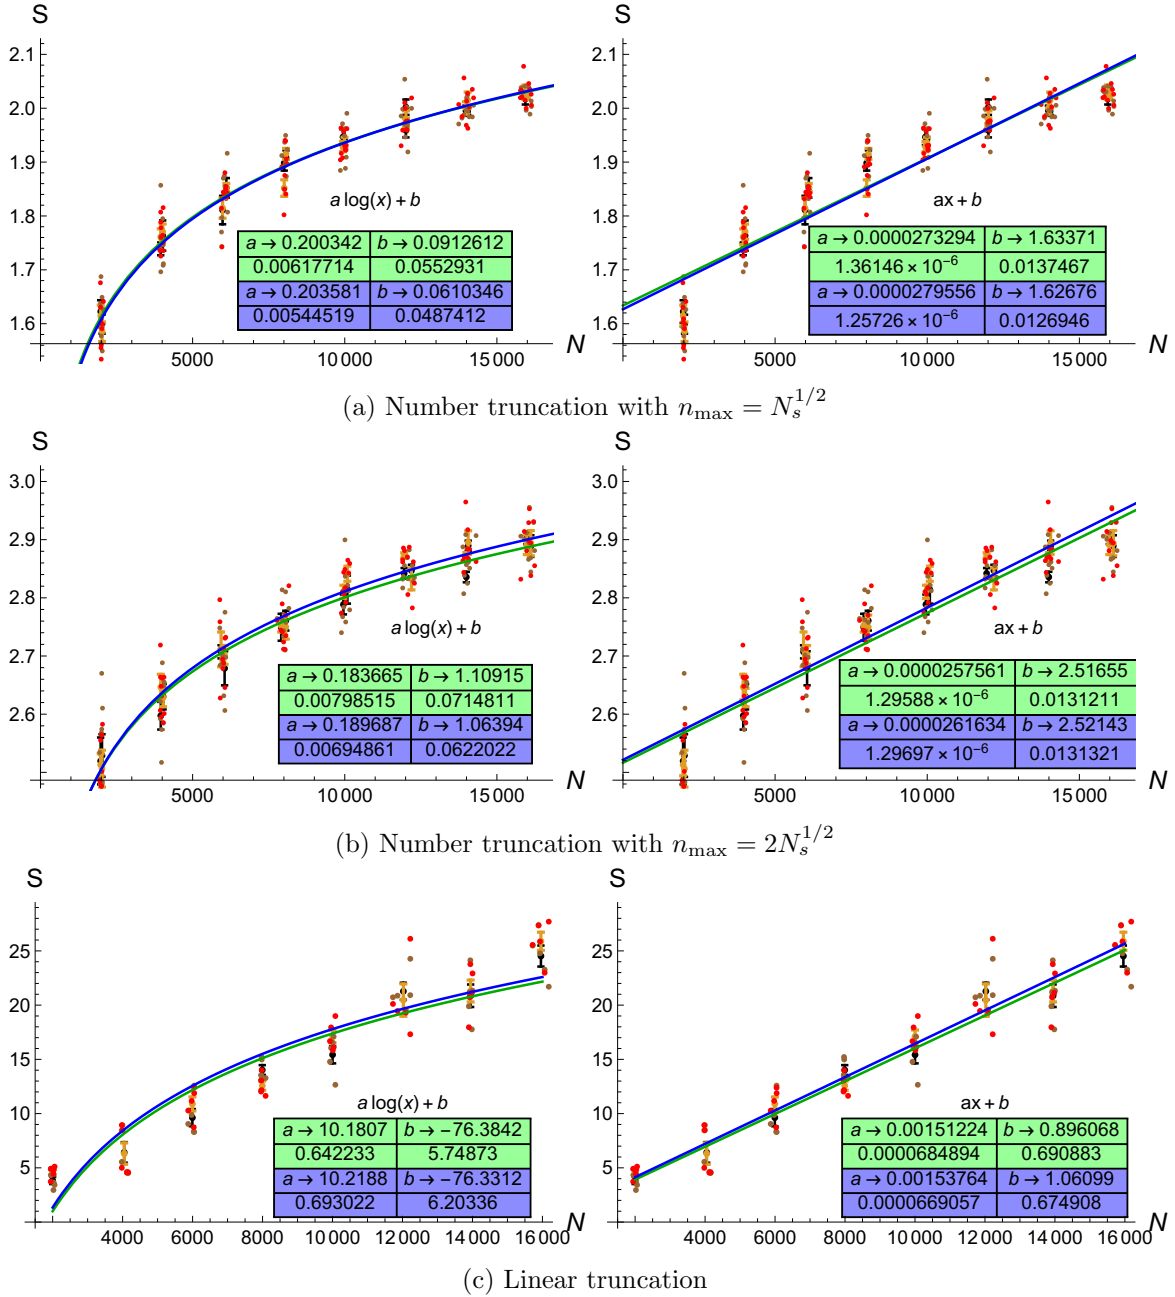 S
2.1
2.0
1.9
1.8
1.7
1.6
5000 10000 15000 N
a log(x) + b
a → 0.200342 b → 0.0912612
0.00617714 0.0552931
a → 0.203581 b → 0.0610346
0.00544519 0.0487412
S
2.1
2.0
1.9
1.8
1.7
1.6
5000 10000 15000 N
ax + b
a → 0.0000273294 b → 1.63371
1.36146 × 10⁻⁶ 0.0137467
a → 0.0000279556 b → 1.62676
1.25726 × 10⁻⁶ 0.0126946
(a) Number truncation with n_max = N_s^{1/2}
S
3.0
2.9
2.8
2.7
2.6
5000 10000 15000 N
a log(x) + b
a → 0.183665 b → 1.10915
0.00798515 0.0714811
a → 0.189687 b → 1.06394
0.00694861 0.0622022
S
3.0
2.9
2.8
2.7
2.6
5000 10000 15000 N
ax + b
a → 0.0000257561 b → 2.51655
1.29588 × 10⁻⁶ 0.0131211
a → 0.0000261634 b → 2.52143
1.29697 × 10⁻⁶ 0.0131321
(b) Number truncation with n_max = 2N_s^{1/2}
S
25
20
15
10
5
4000 6000 8000 10000 12000 14000 16000 N
a log(x) + b
a → 10.1807 b → −76.3842
0.642233 5.74873
a → 10.2188 b → −76.3312
0.693022 6.20336
S
25
20
15
10
5
4000 6000 8000 10000 12000 14000 16000 N
ax + b
a → 0.00151224 b → 0.896068
0.0000684894 0.690883
a → 0.00153764 b → 1.06099
0.0000669057 0.674908
(c) Linear truncation